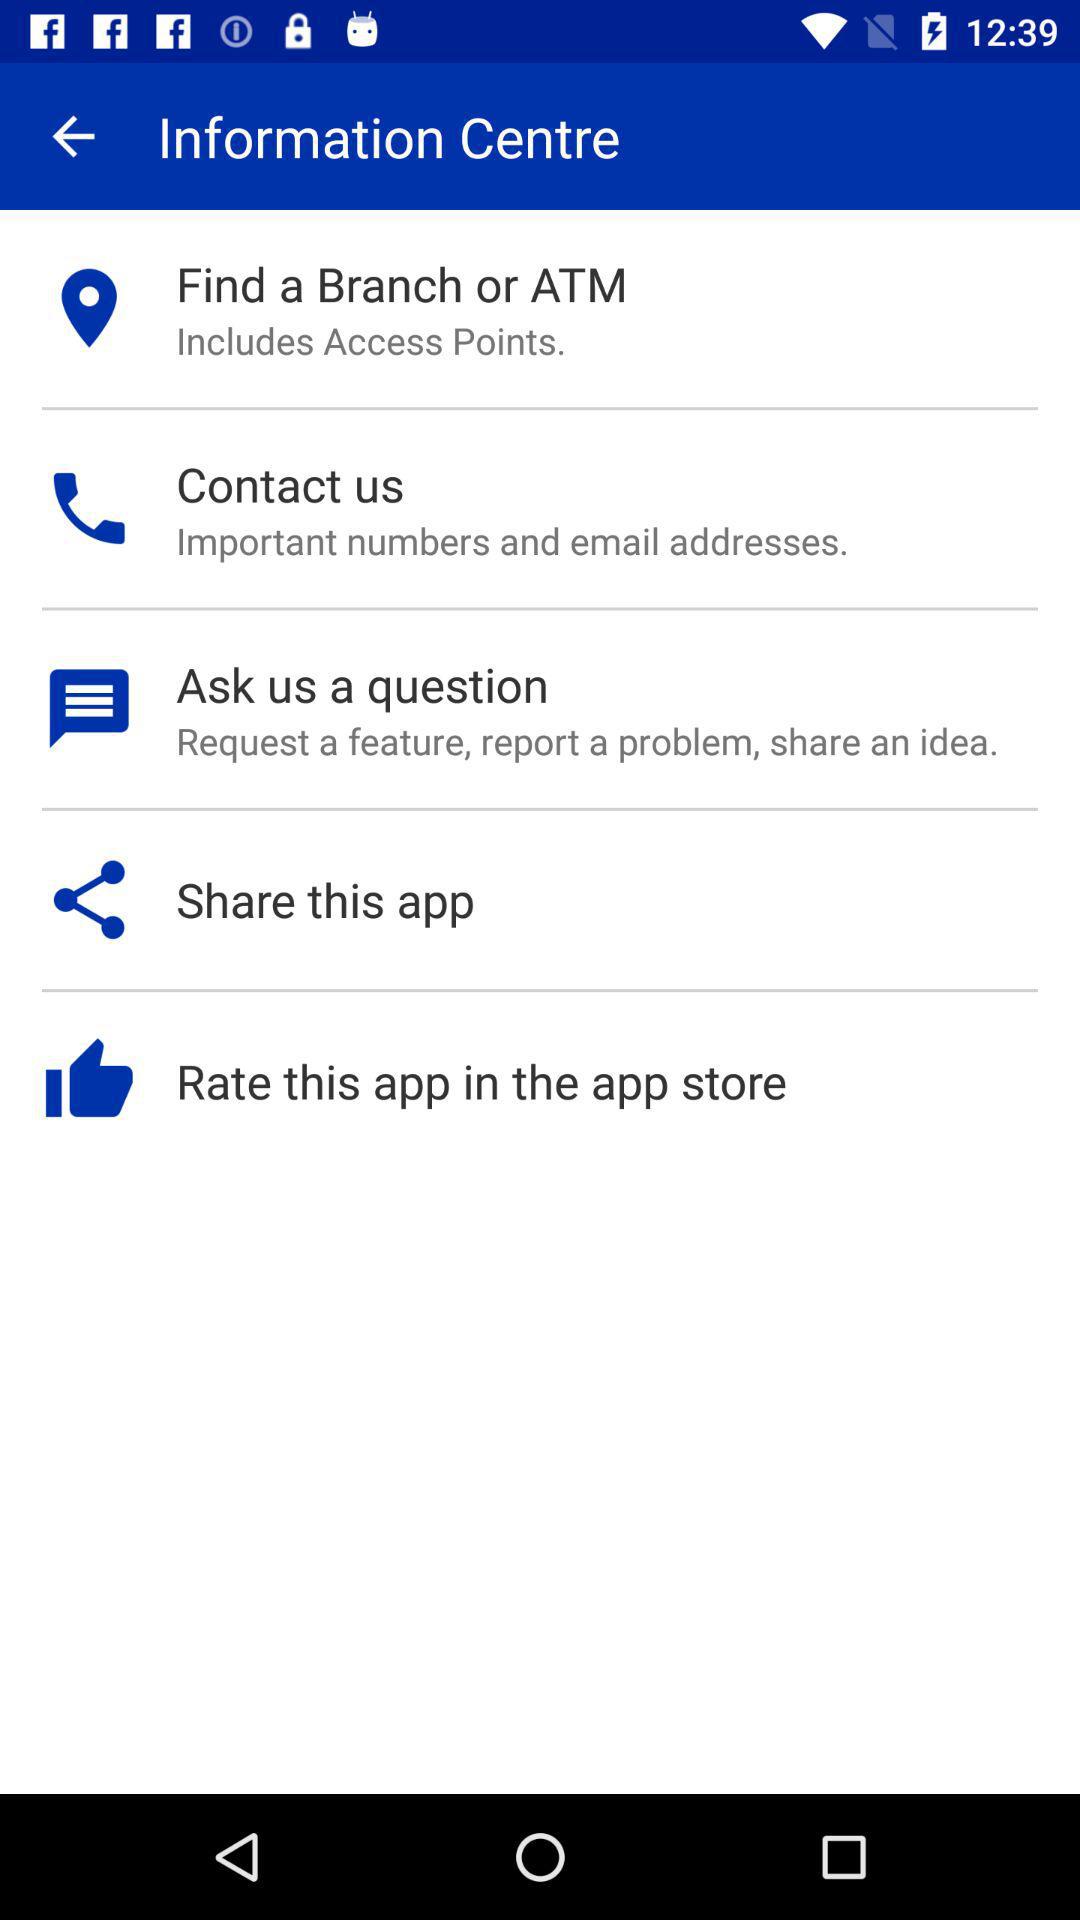 12:39
Information Centre
Find a Branch or ATM
Includes Access Points.
Contact us
Important numbers and email addresses.
Ask us a question
Request a feature, report a problem, share an idea.
Share this app
Rate this app in the app store